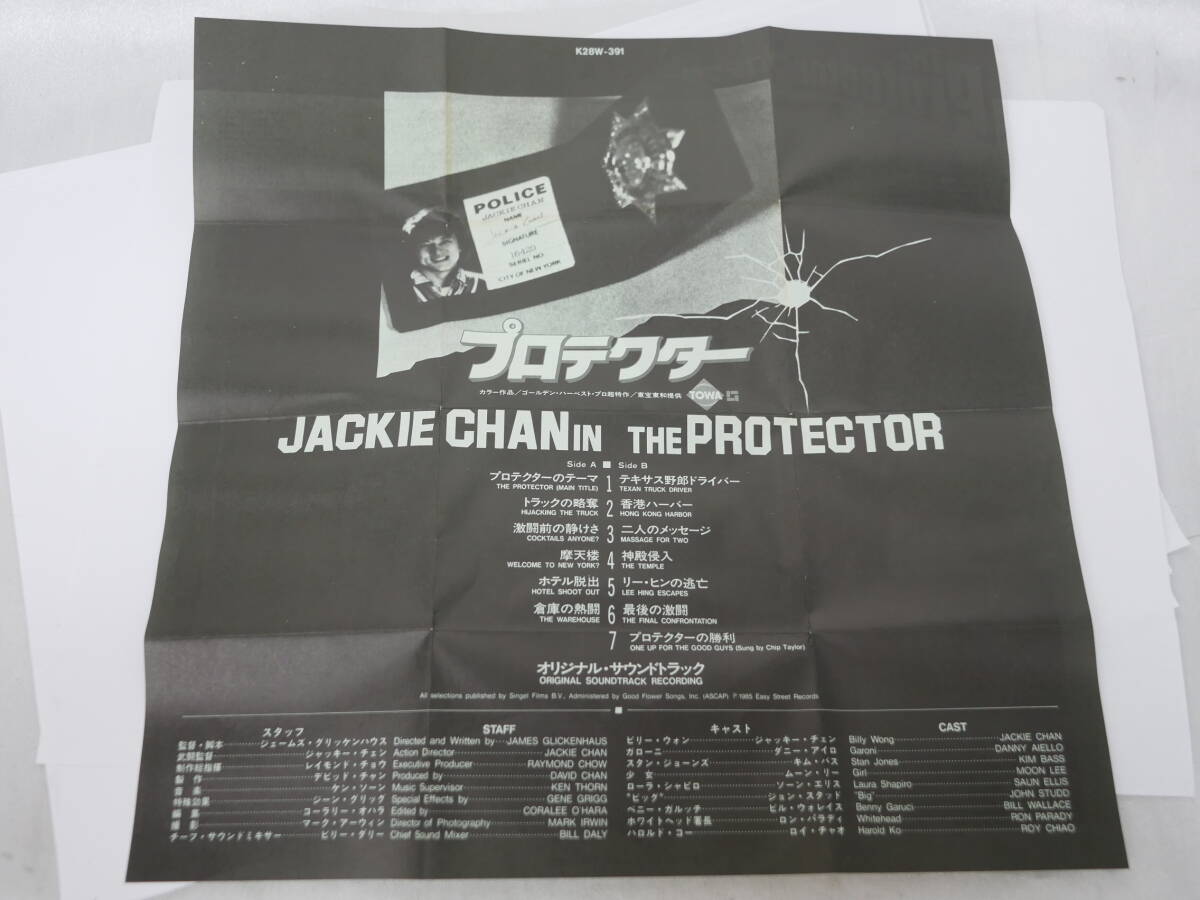 K28W-391
POLICE
JACKIE CHAN
NAME
Jackie Chan
SIGNATURE
16420
SERIEL NO
CITY OF NEW YORK
プロテクター
カラー作品/ゴールデン・ハーベスト・プロ超特作/東宝東和提供 TOWA
JACKIE CHAN IN THE PROTECTOR
Side A ■ Side B
プロテクターのテーマ 1 テキサス野郎ドライバー
THE PROTECTOR (MAIN TITLE) TEXAN TRUCK DRIVER
トラックの略奪 2 香港ハーバー
HIJACKING THE TRUCK HONG KONG HARBOR
激闘前の静けさ 3 二人のメッセージ
COCKTAILS ANYONE? MASSAGE FOR TWO
摩天楼 4 神殿侵入
WELCOME TO NEW YORK? THE TEMPLE
ホテル脱出 5 リー・ヒンの逃亡
HOTEL SHOOT OUT LEE HING ESCAPES
倉庫の熱闘 6 最後の激闘
THE WAREHOUSE THE FINAL CONFRONTATION
7 プロテクターの勝利
ONE UP FOR THE GOOD GUYS (Sung by Chip Taylor)
オリジナル・サウンドトラック
ORIGINAL SOUNDTRACK RECORDING
All selections published by Singel Films B.V., Administered by Good Flower Songs, Inc. (ASCAP) ℗ 1985 Easy Street Records
スタッフ STAFF キャスト CAST
監督・脚本 ジェームズ・グリッケンハウス Directed and Written by JAMES GLICKENHAUS ビリー・ウォン ジャッキー・チェン Billy Wong JACKIE CHAN
武闘監督 ジャッキー・チェン Action Director JACKIE CHAN ガローニ ダニー・アイロ Garoni DANNY AIELLO
制作総指揮 レイモンド・チョウ Executive Producer RAYMOND CHOW スタン・ジョーンズ キム・バス Stan Jones KIM BASS
製作 デビッド・チャン Produced by DAVID CHAN 少女 ムーン・リー Girl MOON LEE
音楽 ケン・ソーン Music Supervisor KEN THORN ローラ・シャピロ ソーン・エリス Laura Shapiro SAUN ELLIS
特殊効果 ジーン・グリック Special Effects by GENE GRIGG "ビッグ" ジョン・スタッド "Big" JOHN STUDD
編集 コーラリー・オハラ Edited by CORALEE O'HARA ベニー・ガルッチ ビル・ウォレイス Benny Garuci BILL WALLACE
撮影 マーク・アーウィン Director of Photography MARK IRWIN ホワイトヘッド署長 ロン・パラディ Whitehead RON PARADY
チーフ・サウンドミキサー ビリー・ダリー Chief Sound Mixer BILL DALY ハロルド・コー ロイ・チャオ Harold Ko ROY CHIAO